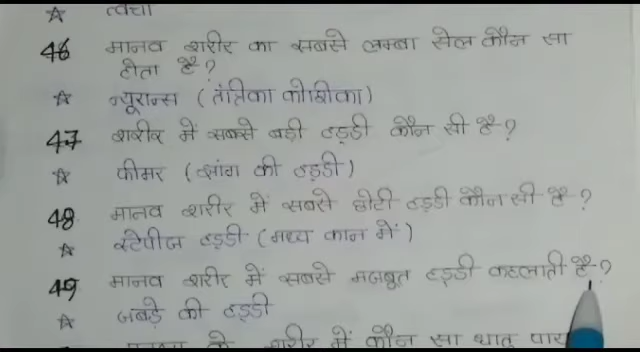 ☆ त्वचा
46 मानव शरीर का सबसे लम्बा सेल कौन सा
होता है?
☆ न्यूरान्स (तंत्रिका कोशिका)
47 शरीर में सबसे बड़ी हड्डी कौन सी है?
☆ फीमर (जांग की हड्डी)
48 मानव शरीर में सबसे छोटी हड्डी कौन सी है?
☆ स्टेपीज हड्डी (मध्य कान में)
49 मानव शरीर में सबसे मजबूत हड्डी कहलाती है?
☆ जबड़े की हड्डी
के शरीर में कौन सा धातु